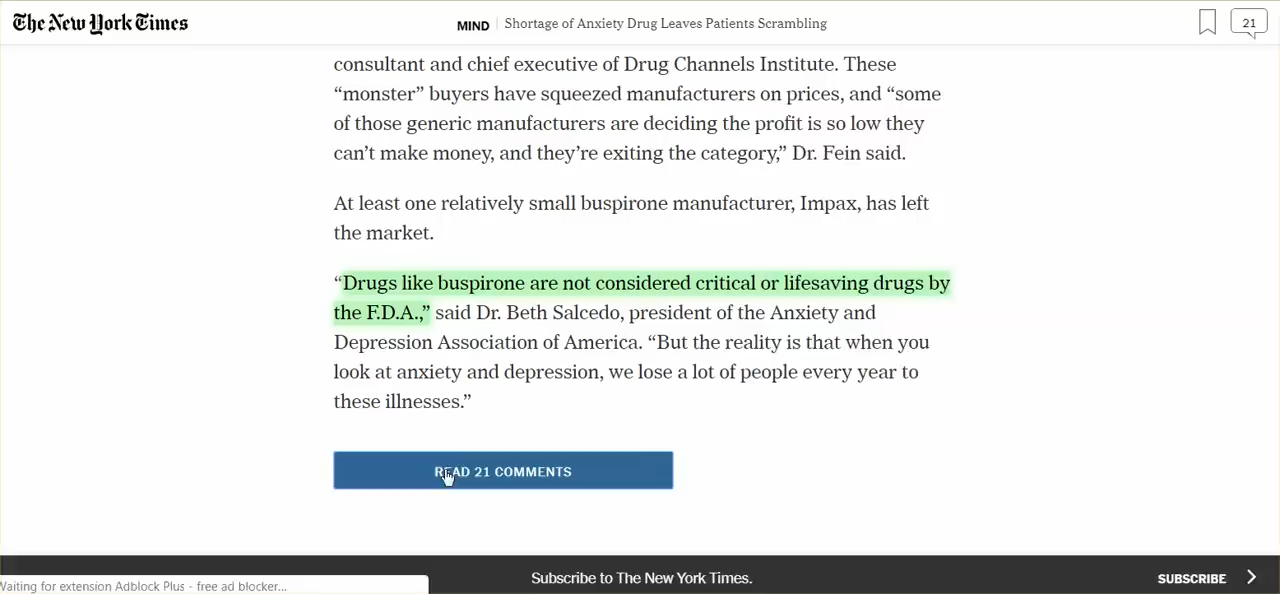 The New York Times
MIND | Shortage of Anxiety Drug Leaves Patients Scrambling
21
consultant and chief executive of Drug Channels Institute. These
“monster” buyers have squeezed manufacturers on prices, and “some
of those generic manufacturers are deciding the profit is so low they
can’t make money, and they’re exiting the category,” Dr. Fein said.
At least one relatively small buspirone manufacturer, Impax, has left
the market.
“Drugs like buspirone are not considered critical or lifesaving drugs by
the F.D.A.,” said Dr. Beth Salcedo, president of the Anxiety and
Depression Association of America. “But the reality is that when you
look at anxiety and depression, we lose a lot of people every year to
these illnesses.”
READ 21 COMMENTS
Subscribe to The New York Times.
SUBSCRIBE
Waiting for extension Adblock Plus - free ad blocker...